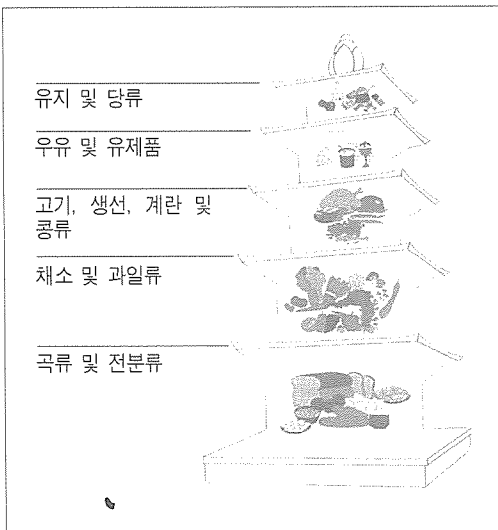 유지 및 당류
우유 및 유제품
고기, 생선, 계란 및
콩류
채소 및 과일류
곡류 및 전분류